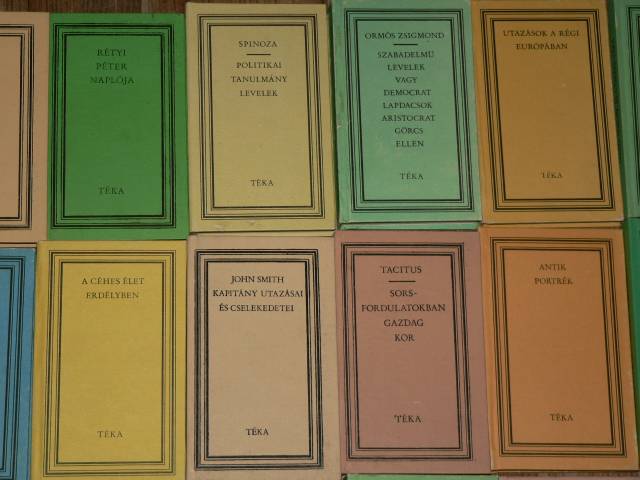 RÉTYI
PÉTER
NAPLÓJA
TÉKA
SPINOZA
POLITIKAI
TANULMÁNY
LEVELEK
TÉKA
ORMÓS ZSIGMOND
SZABADELMŰ
LEVELEK
VAGY
DEMOCRAT
LAPDACSOK
ARISTOCRAT
GÖRCS
ELLEN
TÉKA
UTAZÁSOK A RÉGI
EURÓPÁBAN
TÉKA
A CÉHES ÉLET
ERDÉLYBEN
TÉKA
JOHN SMITH
KAPITÁNY UTAZÁSAI
ÉS CSELEKEDETEI
TÉKA
TACITUS
SORS-
FORDULATOKBAN
GAZDAG
KOR
TÉKA
ANTIK
PORTRÉK
TÉKA